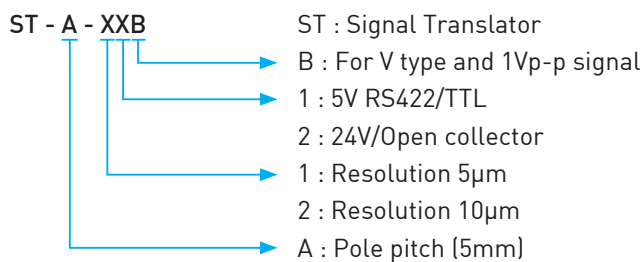 ST - A - XXB
ST : Signal Translator
B : For V type and 1Vp-p signal
1 : 5V RS422/TTL
2 : 24V/Open collector
1 : Resolution 5μm
2 : Resolution 10μm
A : Pole pitch (5mm)